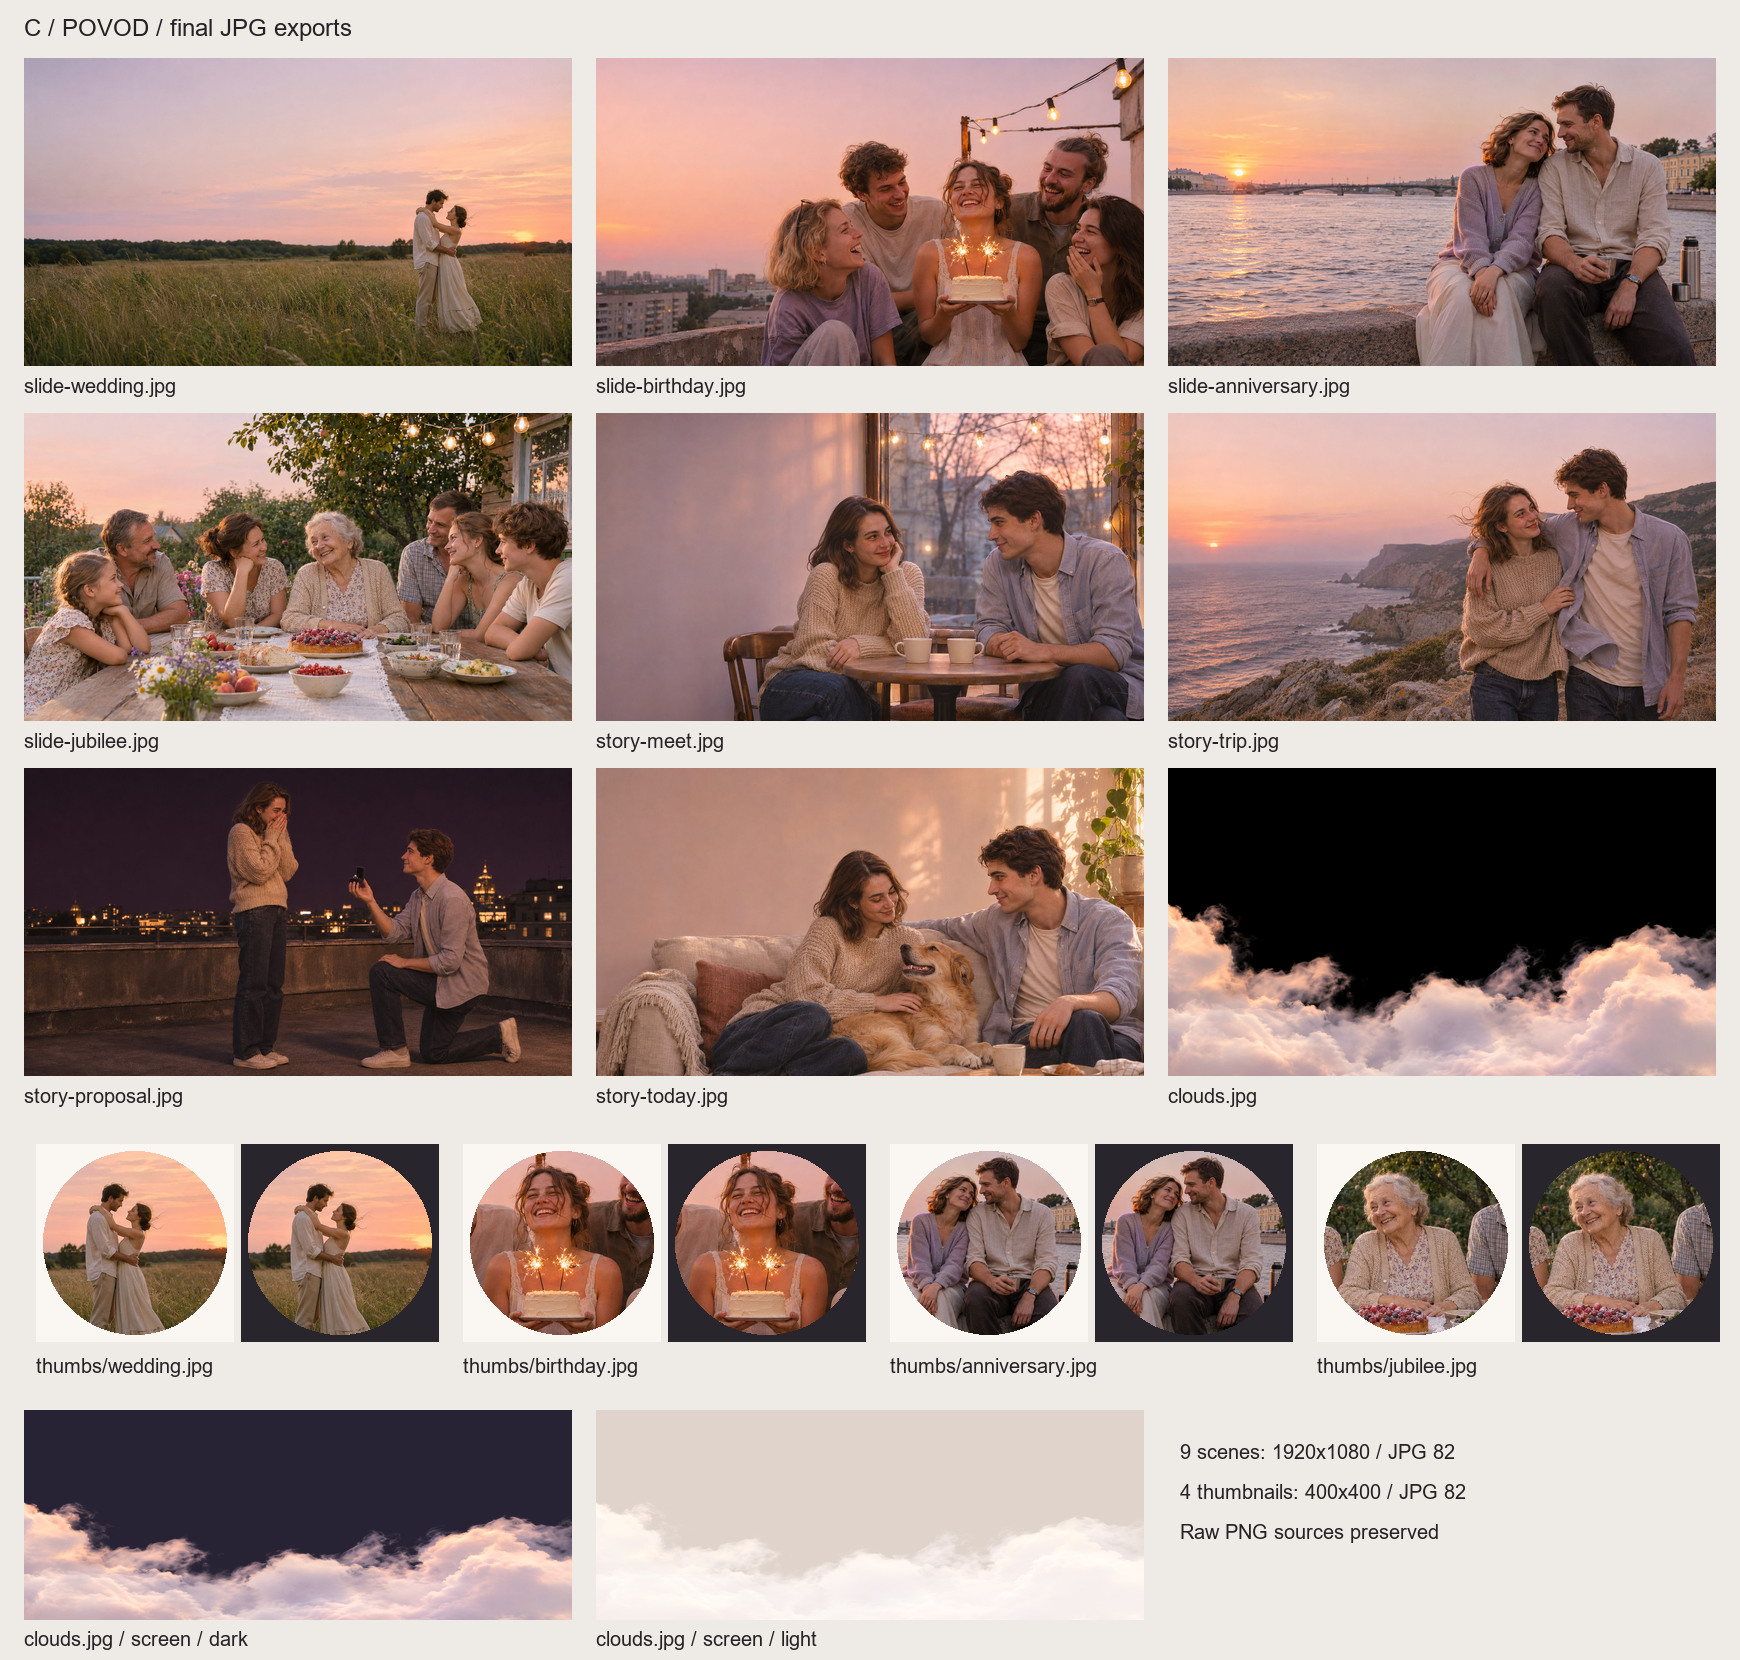 C / POVOD / final JPG exports
slide-wedding.jpg
slide-birthday.jpg
slide-anniversary.jpg
slide-jubilee.jpg
story-meet.jpg
story-trip.jpg
story-proposal.jpg
story-today.jpg
clouds.jpg
thumbs/wedding.jpg
thumbs/birthday.jpg
thumbs/anniversary.jpg
thumbs/jubilee.jpg
9 scenes: 1920x1080 / JPG 82
4 thumbnails: 400x400 / JPG 82
Raw PNG sources preserved
clouds.jpg / screen / dark
clouds.jpg / screen / light